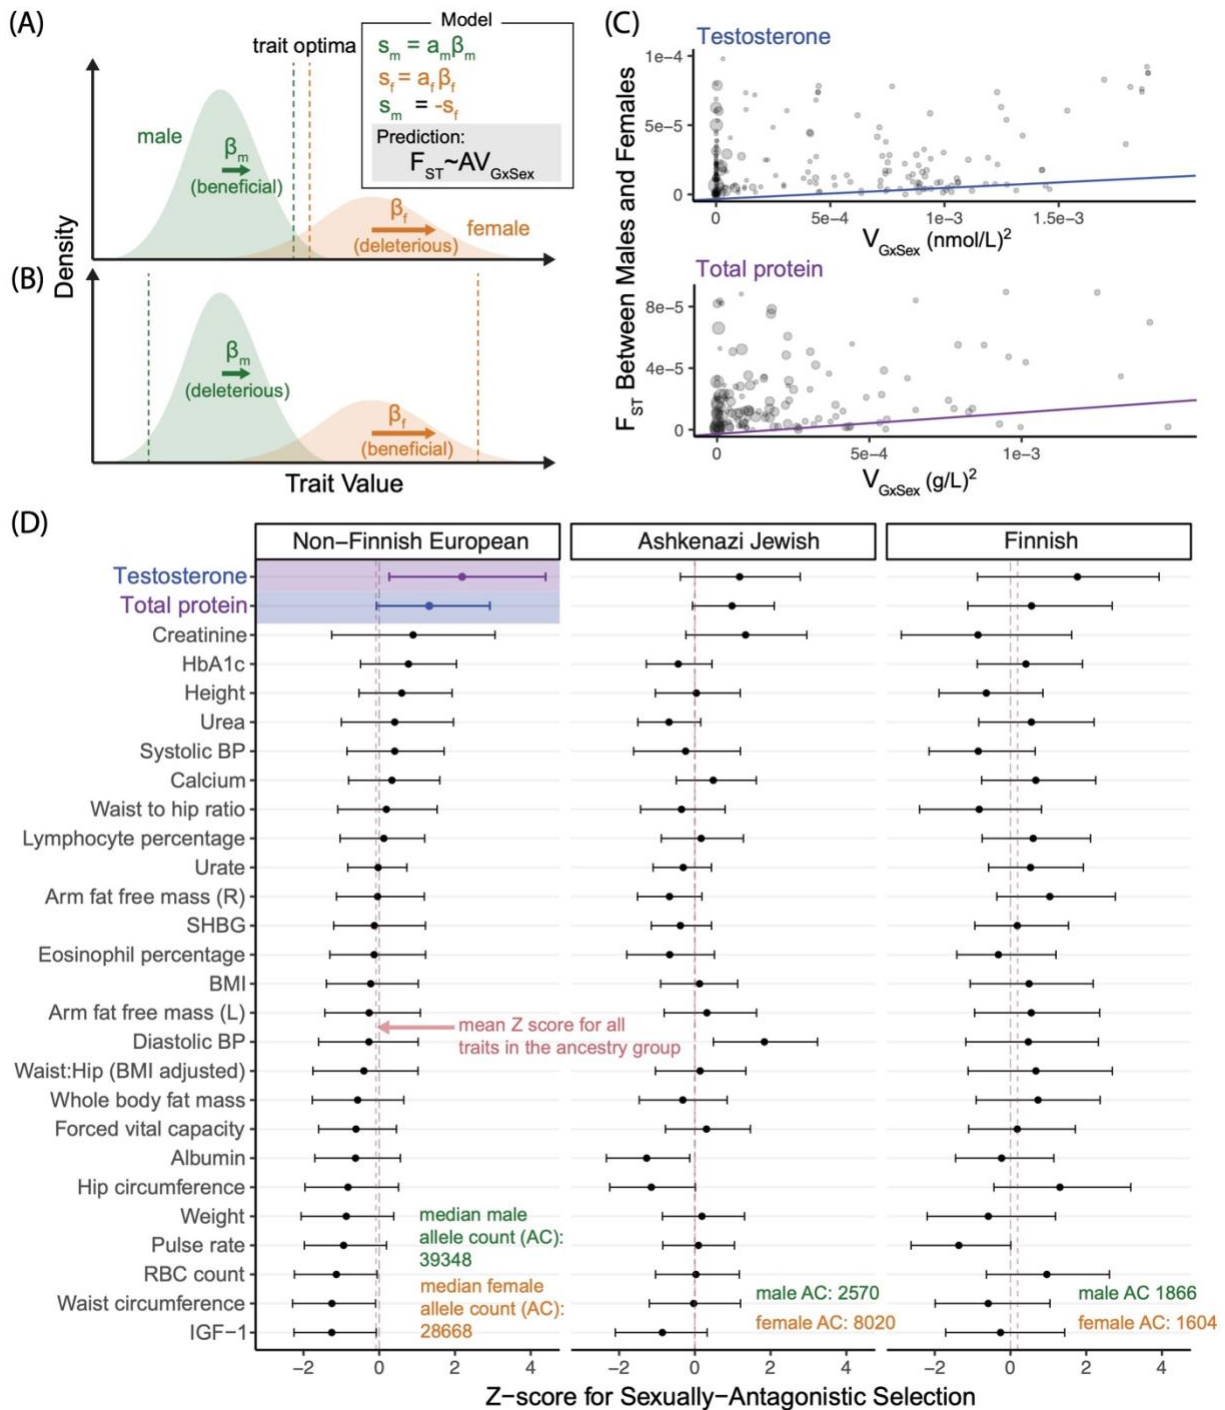 (A)
Model
trait optima
s_m = a_mβ_m
s_f = a_fβ_f
s_m = -s_f
Prediction:
F_ST~AV_GxSex
male
β_m
(beneficial)
β_f
(deleterious)
female
Density
(B)
β_m
(deleterious)
β_f
(beneficial)
Trait Value
(C)
Testosterone
1e-4
5e-5
0
0
5e-4
1e-3
1.5e-3
V_GxSex (nmol/L)²
F_ST Between Males and Females
Total protein
8e-5
4e-5
0
0
5e-4
1e-3
V_GxSex (g/L)²
(D)
Non-Finnish European
Ashkenazi Jewish
Finnish
Testosterone
Total protein
Creatinine
HbA1c
Height
Urea
Systolic BP
Calcium
Waist to hip ratio
Lymphocyte percentage
Urate
Arm fat free mass (R)
SHBG
Eosinophil percentage
BMI
Arm fat free mass (L)
Diastolic BP
Waist:Hip (BMI adjusted)
Whole body fat mass
Forced vital capacity
Albumin
Hip circumference
Weight
Pulse rate
RBC count
Waist circumference
IGF-1
mean Z score for all
traits in the ancestry group
median male
allele count (AC):
39348
median female
allele count (AC):
28668
male AC: 2570
female AC: 8020
male AC 1866
female AC: 1604
-2 0 2 4
-2 0 2 4
-2 0 2 4
Z-score for Sexually-Antagonistic Selection